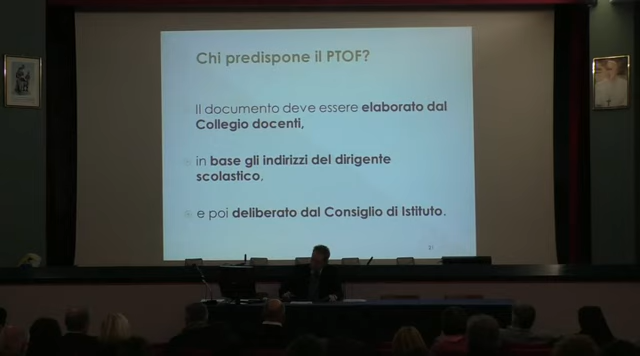 Chi predispone il PTOF?
Il documento deve essere elaborato dal
Collegio docenti,
in base gli indirizzi del dirigente
scolastico,
e poi deliberato dal Consiglio di Istituto.
21